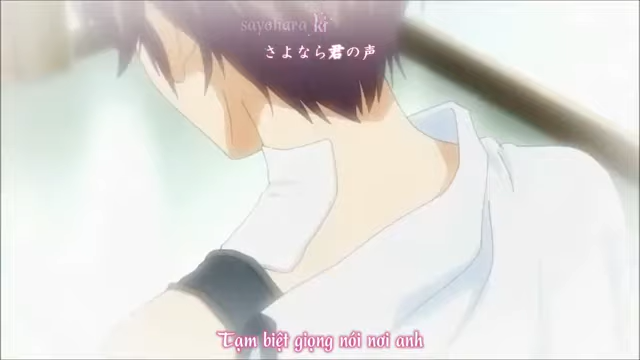 sayonara ki
さよなら君の声
Tạm biệt giọng nói nơi anh